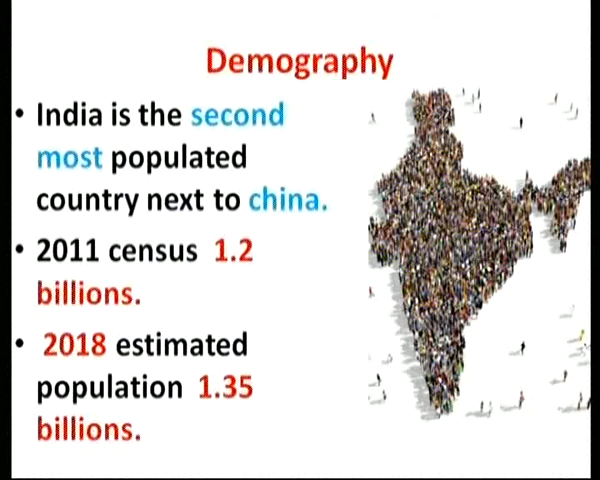 Demography
• India is the second
most populated
country next to china.
• 2011 census 1.2
billions.
• 2018 estimated
population 1.35
billions.